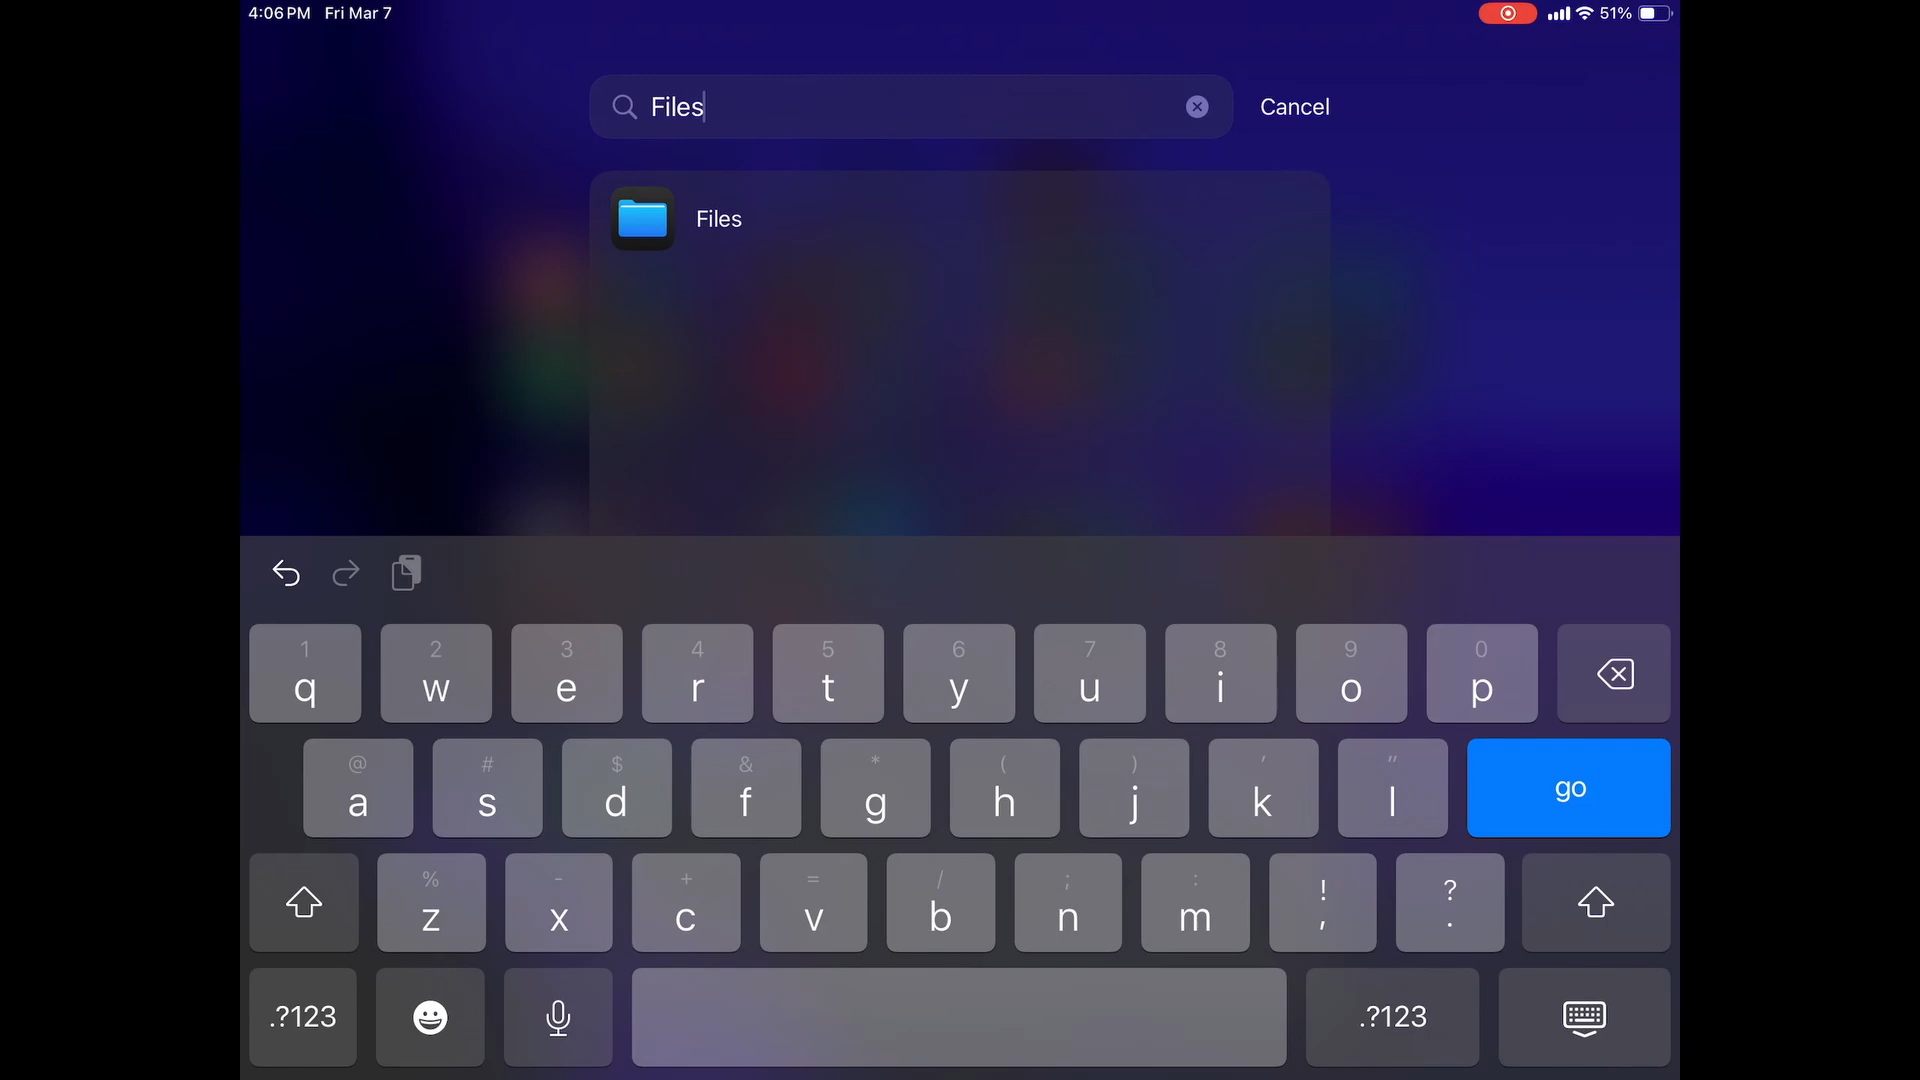 4:06 PM Fri Mar 7
51%
Files
Cancel
Files
1 2 3 4 5 6 7 8 9 0
q w e r t y u i o p
@ # $ & * ( ) ' "
a s d f g h j k l go
% - + = / ; : ! ?
z x c v b n m , .
.?123 .?123